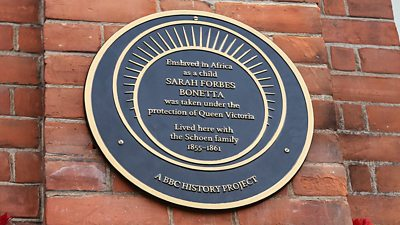 Enslaved in Africa
as a child
SARAH FORBES
BONETTA
was taken under the
protection of Queen Victoria
Lived here with
the Schoen family
1855-1861
A BBC HISTORY PROJECT